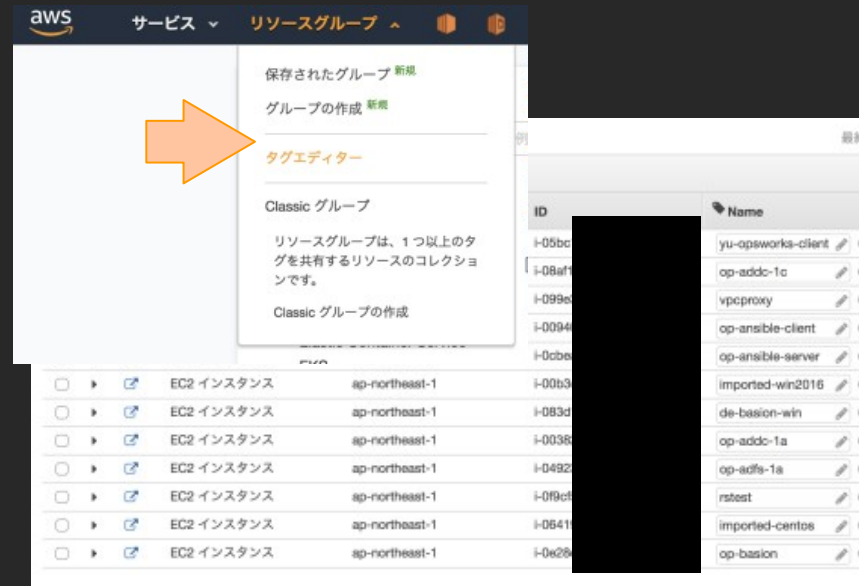 aws
サービス
リソースグループ
保存されたグループ 新規
グループの作成 新規
タグエディター
Classic グループ
リソースグループは、1 つ以上のタ
グを共有するリソースのコレクショ
ンです。
Classic グループの作成
ID
Name
i-05bc
yu-opsworks-client
i-08af1
op-addc-1c
i-099e
vpcproxy
i-0094
op-ansible-client
i-0cbe
op-ansible-server
EC2 インスタンス ap-northeast-1 i-00b3 imported-win2016
EC2 インスタンス ap-northeast-1 i-083d de-basion-win
EC2 インスタンス ap-northeast-1 i-0038 op-addc-1a
EC2 インスタンス ap-northeast-1 i-0492 op-adfs-1a
EC2 インスタンス ap-northeast-1 i-0f9cf rstest
EC2 インスタンス ap-northeast-1 i-0641 imported-centos
EC2 インスタンス ap-northeast-1 i-0e28 op-basion